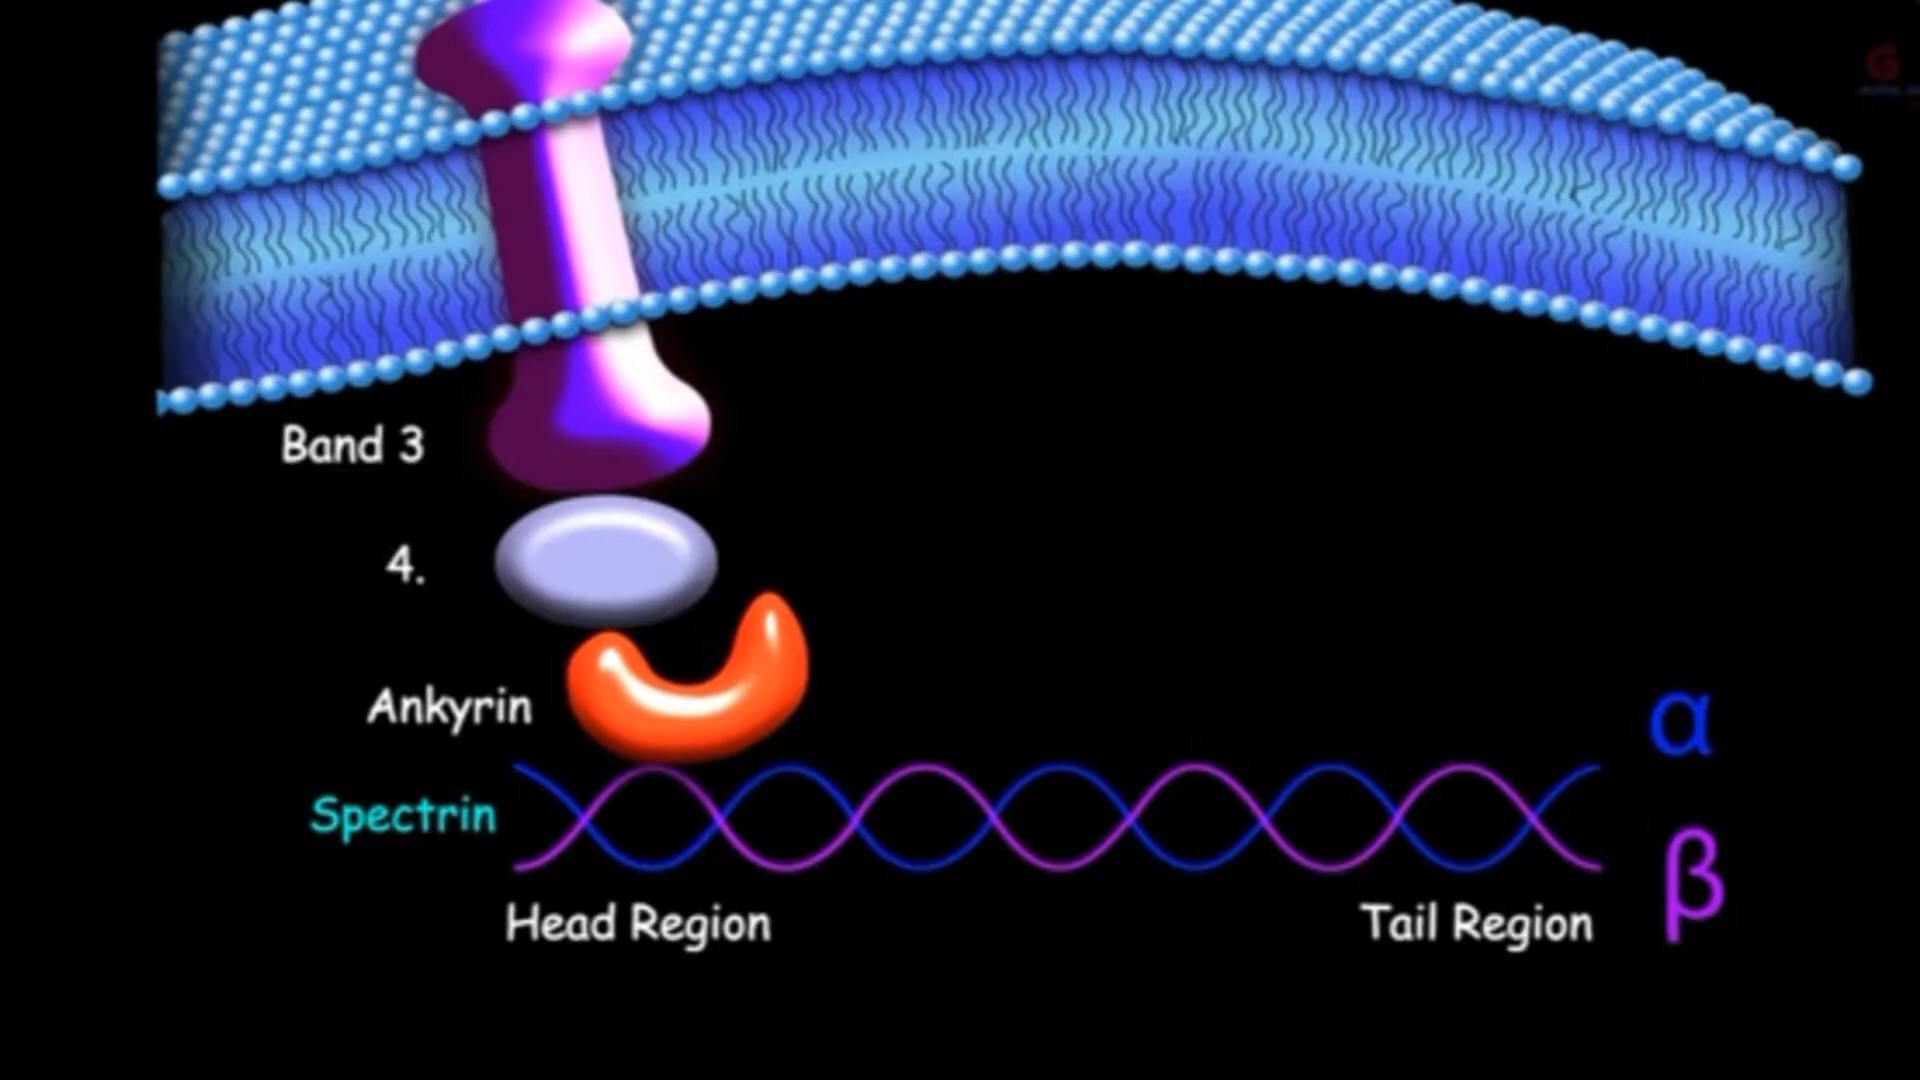 Band 3
4.
Ankyrin
α
Spectrin
β
Head Region
Tail Region